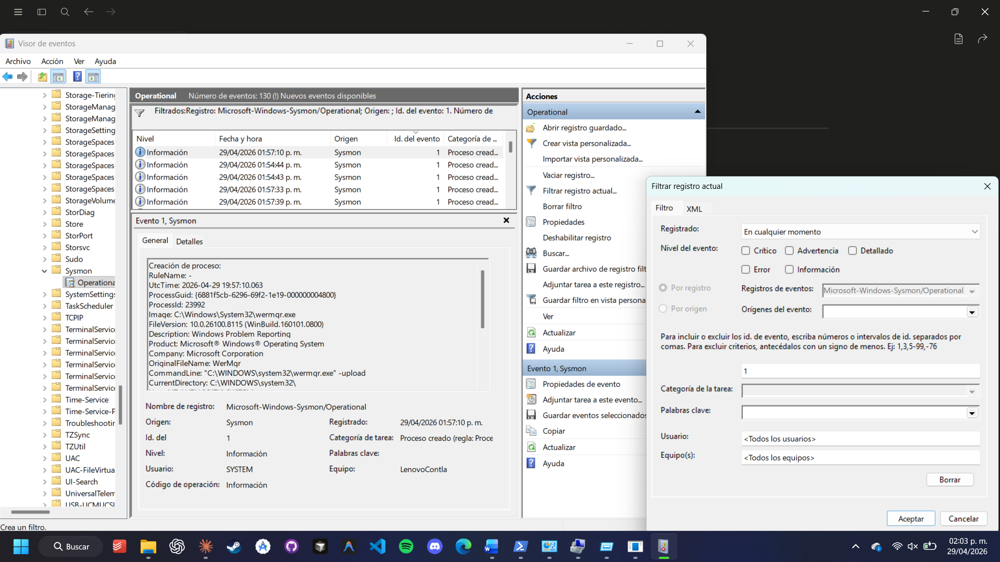 Visor de eventos
Archivo Acción Ver Ayuda
Storage-Tiering
StorageManag
StorageManag
StorageSetting
StorageSpaces
StorageSpaces
StorageSpaces
StorageSpaces
StorageSpaces
StorageVolume
StorDiag
Store
StorPort
Storsvc
Sudo
Sysmon
Operationa
SystemSettings
TaskScheduler
TCPIP
TerminalService
TerminalService
TerminalService
TerminalService
TerminalService
TerminalService
Time-Service
Time-Service-P
Troubleshootin
TZSync
TZUtil
UAC
UAC-FileVirtua
UI-Search
UniversalTelem
USB-UCMUCSI
Crea un filtro.
Operational Número de eventos: 130 (!) Nuevos eventos disponibles
Filtrados:Registro: Microsoft-Windows-Sysmon/Operational; Origen: ; Id. del evento: 1. Número de
Nivel Fecha y hora Origen Id. del evento Categoría de ...
Información 29/04/2026 01:57:10 p. m. Sysmon 1 Proceso cread...
Información 29/04/2026 01:54:44 p. m. Sysmon 1 Proceso cread...
Información 29/04/2026 01:54:43 p. m. Sysmon 1 Proceso cread...
Información 29/04/2026 01:57:33 p. m. Sysmon 1 Proceso cread...
Información 29/04/2026 01:57:39 p. m. Sysmon 1 Proceso cread...
Evento 1, Sysmon
General Detalles
Creación de proceso:
RuleName: -
UtcTime: 2026-04-29 19:57:10.063
ProcessGuid: {6881f5cb-6296-69f2-1e19-000000004800}
ProcessId: 23992
Image: C:\Windows\System32\wermgr.exe
FileVersion: 10.0.26100.8115 (WinBuild.160101.0800)
Description: Windows Problem Reporting
Product: Microsoft® Windows® Operating System
Company: Microsoft Corporation
OriginalFileName: WerMgr
CommandLine: "C:\WINDOWS\system32\wermgr.exe" -upload
CurrentDirectory: C:\WINDOWS\system32\
Nombre de registro: Microsoft-Windows-Sysmon/Operational
Origen: Sysmon Registrado: 29/04/2026 01:57:10 p. m.
Id. del 1 Categoría de tarea: Proceso creado (regla: Proce
Nivel: Información Palabras clave:
Usuario: SYSTEM Equipo: LenovoContla
Código de operación: Información
Acciones
Operational
Abrir registro guardado...
Crear vista personalizada...
Importar vista personalizada...
Vaciar registro...
Filtrar registro actual...
Borrar filtro
Propiedades
Deshabilitar registro
Buscar...
Guardar archivo de registro filt
Adjuntar tarea a este registro...
Guardar filtro en vista persona
Ver
Actualizar
Ayuda
Evento 1, Sysmon
Propiedades de evento
Adjuntar tarea a este evento...
Guardar eventos seleccionados
Copiar
Actualizar
Ayuda
Filtrar registro actual
Filtro XML
Registrado: En cualquier momento
Nivel del evento: Crítico Advertencia Detallado
Error Información
Por registro Registros de eventos: Microsoft-Windows-Sysmon/Operational
Por origen Orígenes del evento:
Para incluir o excluir los id. de evento, escriba números o intervalos de id. separados por
comas. Para excluir criterios, antecédalos con un signo de menos. Ej: 1,3,5-99,-76
1
Categoría de la tarea:
Palabras clave:
Usuario: <Todos los usuarios>
Equipo(s): <Todos los equipos>
Borrar
Aceptar Cancelar
Buscar
02:03 p. m.
29/04/2026